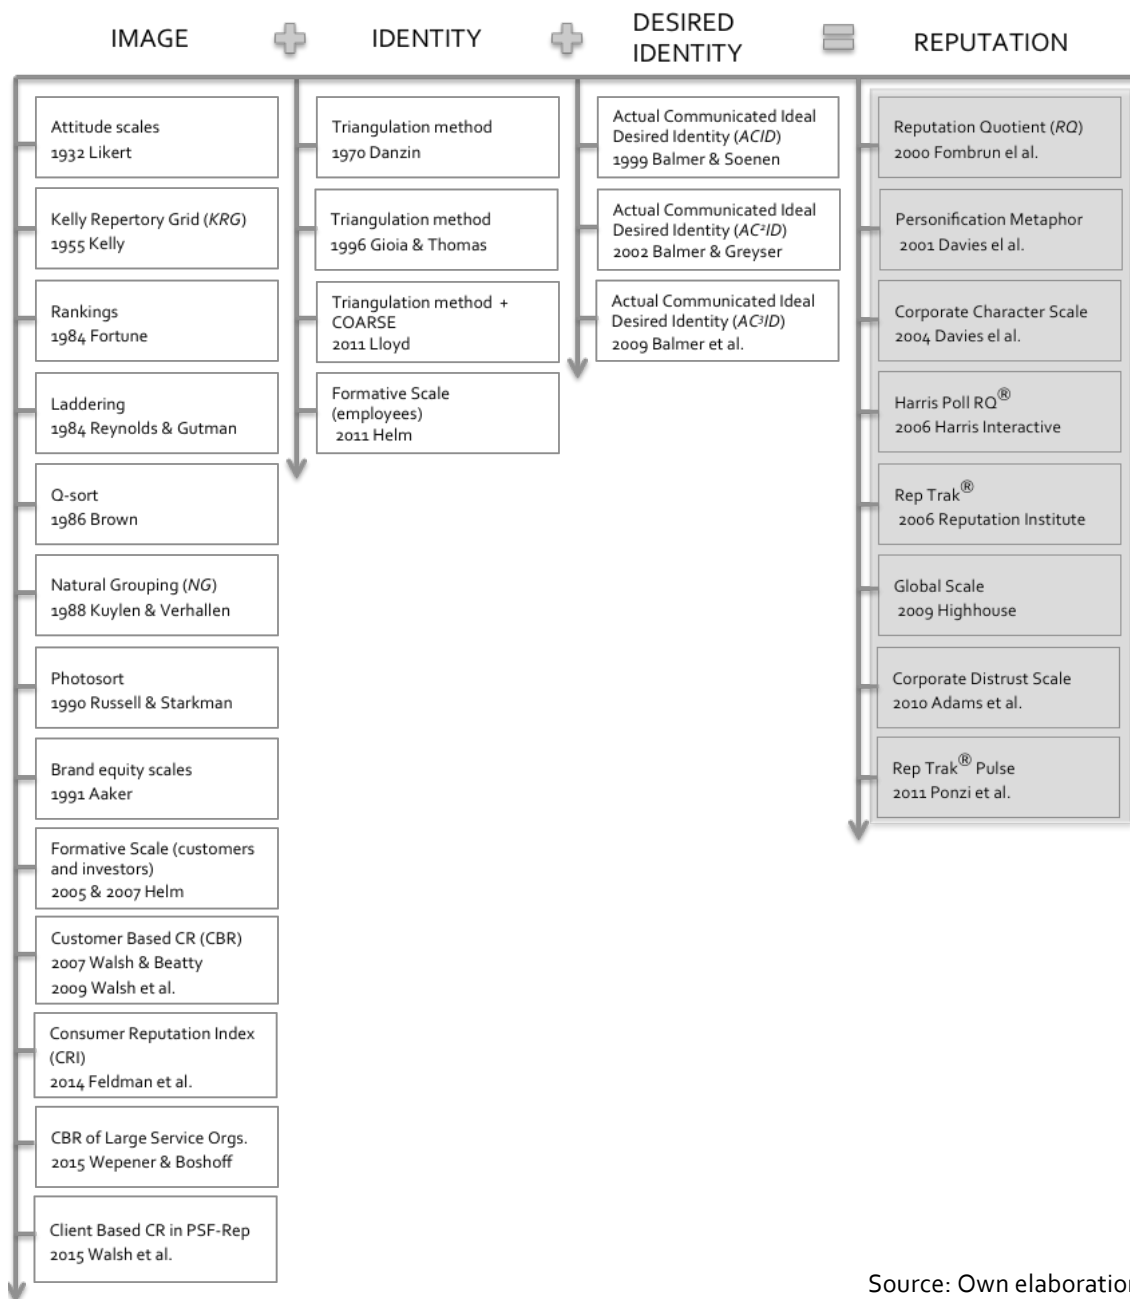 IMAGE
IDENTITY
DESIRED
IDENTITY
REPUTATION
Attitude scales
1932 Likert
Kelly Repertory Grid (KRG)
1955 Kelly
Rankings
1984 Fortune
Laddering
1984 Reynolds & Gutman
Q-sort
1986 Brown
Natural Grouping (NG)
1988 Kuylen & Verhallen
Photosort
1990 Russell & Starkman
Brand equity scales
1991 Aaker
Formative Scale (customers
and investors)
2005 & 2007 Helm
Customer Based CR (CBR)
2007 Walsh & Beatty
2009 Walsh et al.
Consumer Reputation Index
(CRI)
2014 Feldman et al.
CBR of Large Service Orgs.
2015 Wepener & Boshoff
Client Based CR in PSF-Rep
2015 Walsh et al.
Triangulation method
1970 Danzin
Triangulation method
1996 Gioia & Thomas
Triangulation method +
COARSE
2011 Lloyd
Formative Scale
(employees)
2011 Helm
Actual Communicated Ideal
Desired Identity (ACID)
1999 Balmer & Soenen
Actual Communicated Ideal
Desired Identity (AC²ID)
2002 Balmer & Greyser
Actual Communicated Ideal
Desired Identity (AC³ID)
2009 Balmer et al.
Reputation Quotient (RQ)
2000 Fombrun el al.
Personification Metaphor
2001 Davies el al.
Corporate Character Scale
2004 Davies el al.
Harris Poll RQ®
2006 Harris Interactive
Rep Trak®
2006 Reputation Institute
Global Scale
2009 Highhouse
Corporate Distrust Scale
2010 Adams et al.
Rep Trak® Pulse
2011 Ponzi et al.
Source: Own elaboration